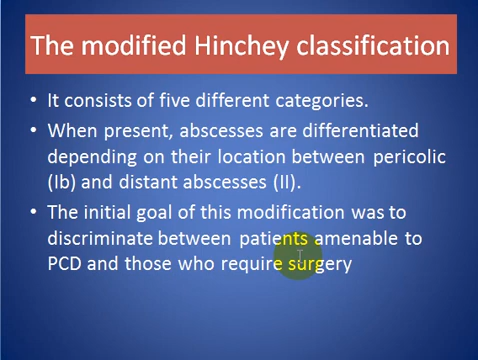 The modified Hinchey classification
• It consists of five different categories.
• When present, abscesses are differentiated
depending on their location between pericolic
(Ib) and distant abscesses (II).
• The initial goal of this modification was to
discriminate between patients amenable to
PCD and those who require surgery